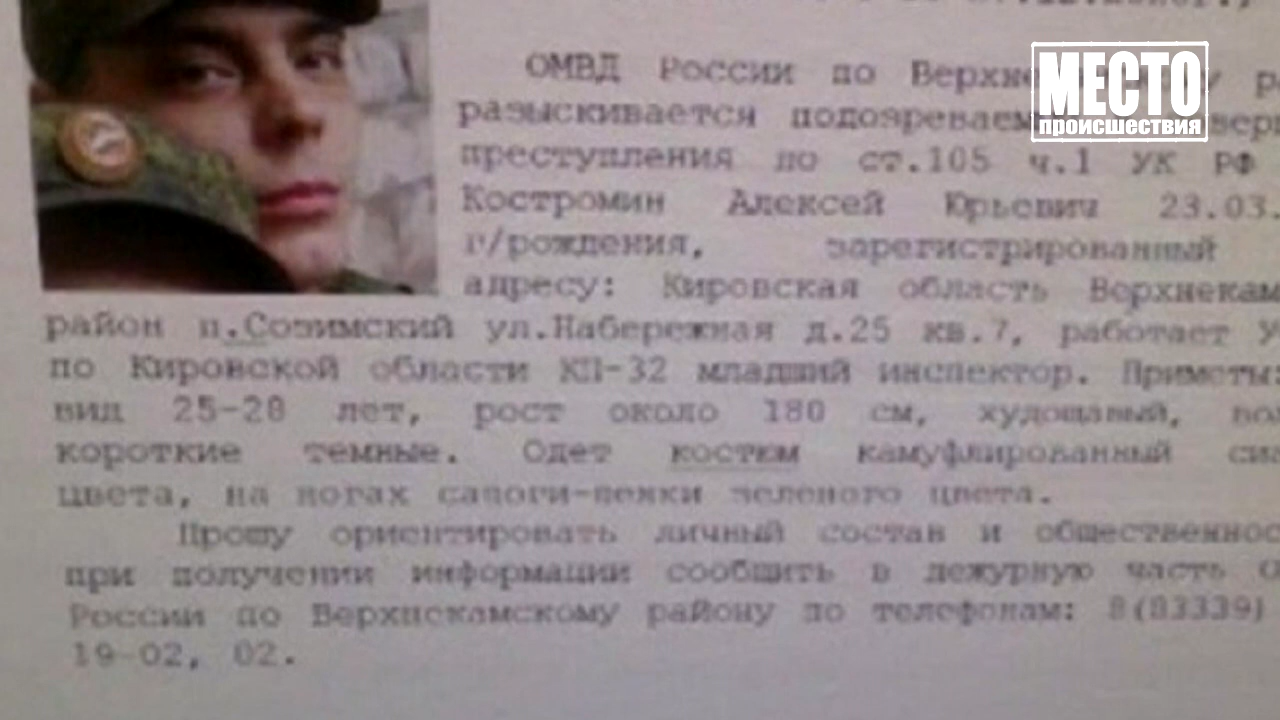 МЕСТО
ПРОИСШЕСТВИЯ
ОМВД России по
разыскивается
преступления по ст.105 ч.1 УК РФ
Костромин Алексей Юрьевич 23.03.
г/рождения, зарегистрированный
адресу: Кировская область Верхнекам
район п.Созимский ул.Набережная д.25 кв.7, работает У
по Кировской области КП-32 младший инспектор. Приметы:
вид 25-28 лет, рост около 180 см, худощавый, вол
короткие темные. Одет костюм камуфлированный
цвета, на ногах сапоги-пенки зеленого цвета.
Прошу ориентировать личный состав и общественнос
при получении информации сообщить в дежурную часть О
России по Верхнекамскому району по телефонам: 8(83339)
19-02, 02.